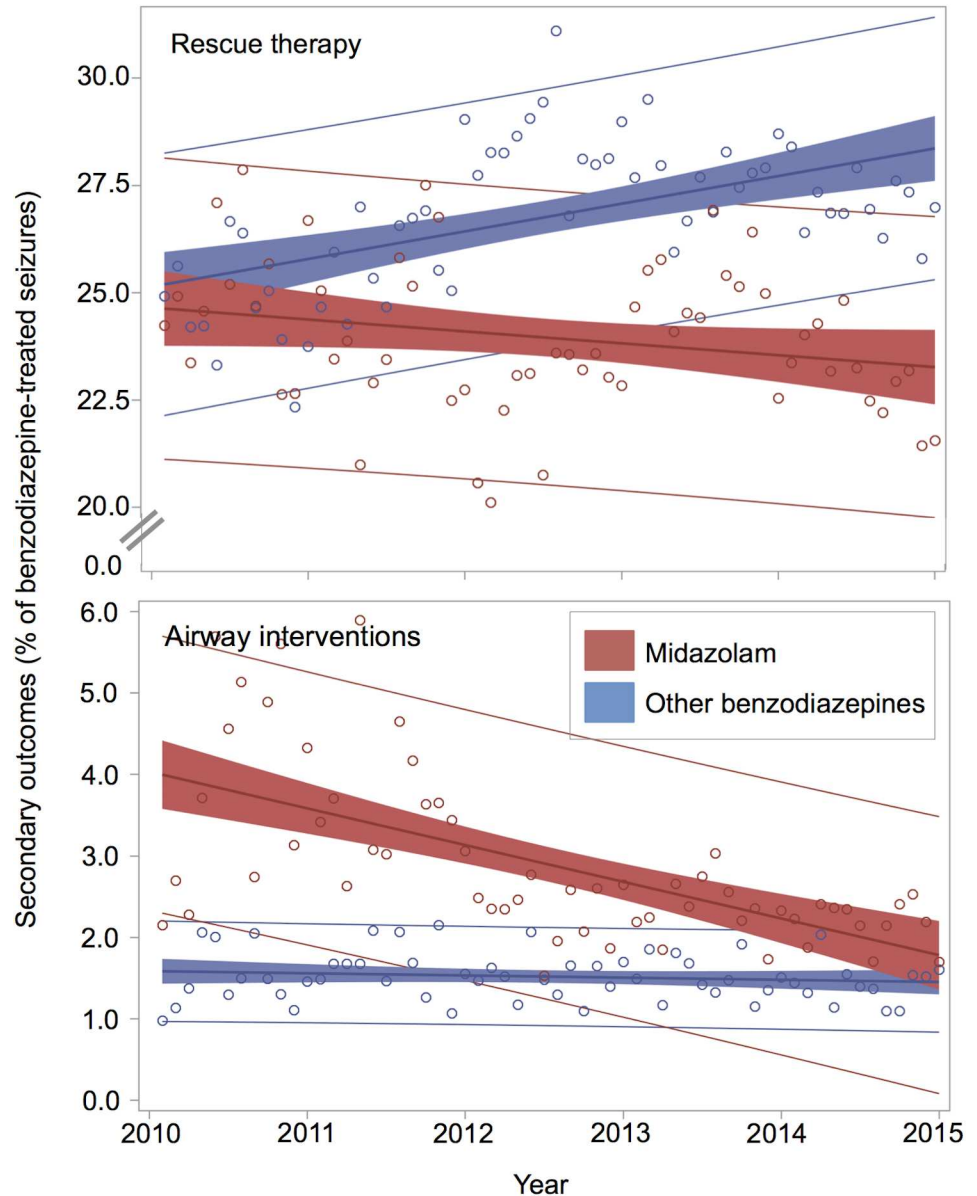 Secondary outcomes (% of benzodiazepine-treated seizures)
Rescue therapy
30.0
27.5
25.0
22.5
20.0
0.0
Airway interventions
Midazolam
Other benzodiazepines
6.0
5.0
4.0
3.0
2.0
1.0
0.0
2010 2011 2012 2013 2014 2015
Year